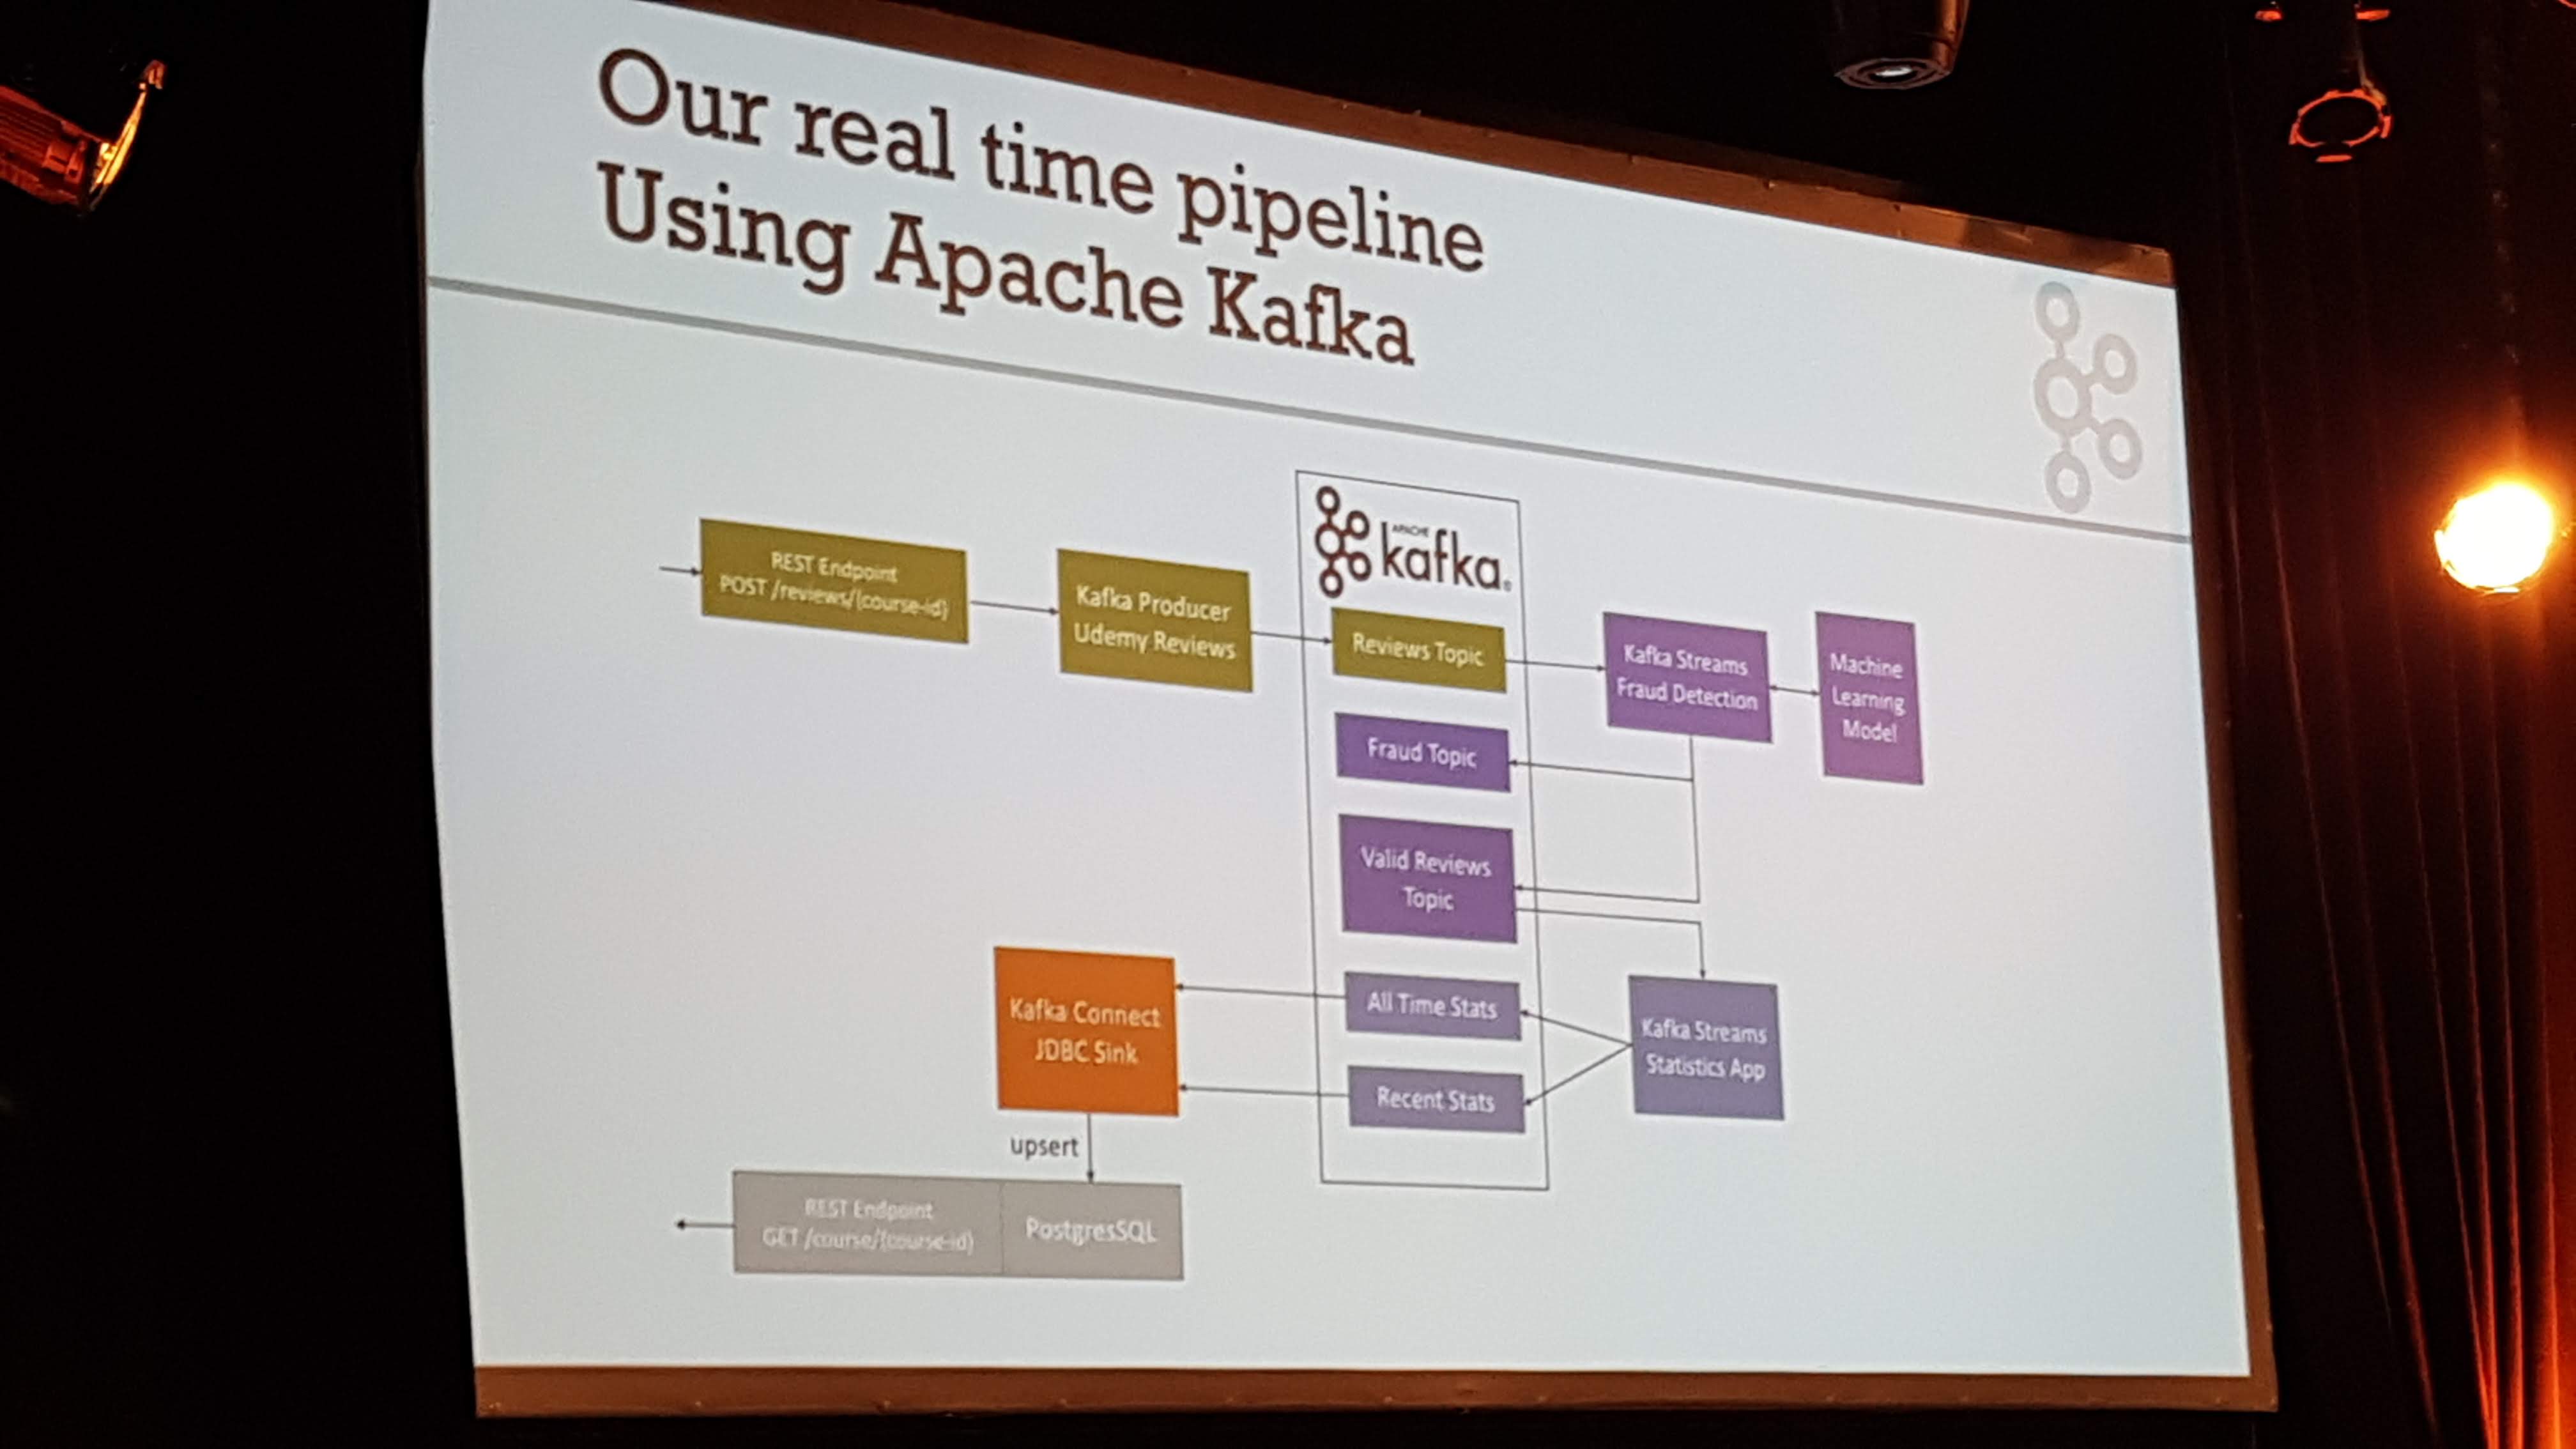 Our real time pipeline
Using Apache Kafka
REST Endpoint
POST /reviews/{course-id}
Kafka Producer
Udemy Reviews
APACHE
kafka®
Reviews Topic
Kafka Streams
Fraud Detection
Machine
Learning
Model
Fraud Topic
Valid Reviews
Topic
Kafka Connect
JDBC Sink
All Time Stats
Recent Stats
Kafka Streams
Statistics App
upsert
REST Endpoint
GET /course/{course-id}
PostgresSQL